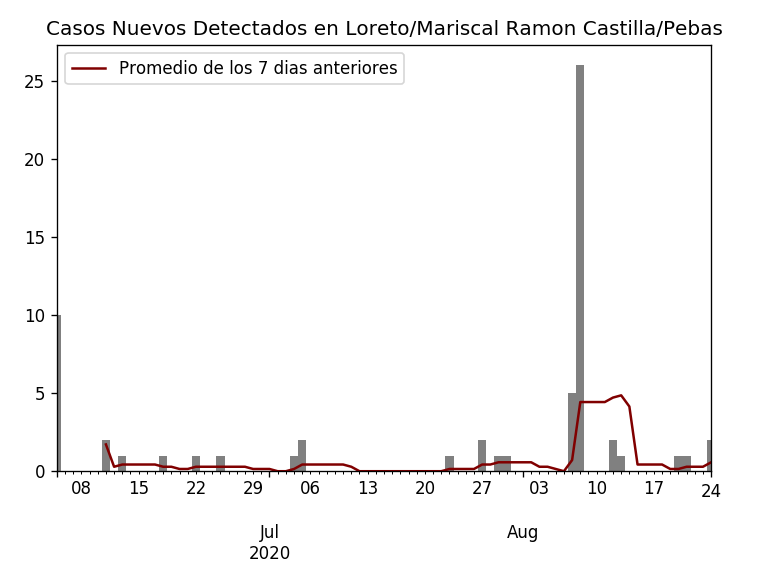 Casos Nuevos Detectados en Loreto/Mariscal Ramon Castilla/Pebas
Promedio de los 7 dias anteriores
25
20
15
10
5
0
08 15 22 29 06 13 20 27 03 10 17 24
Jul Aug
2020